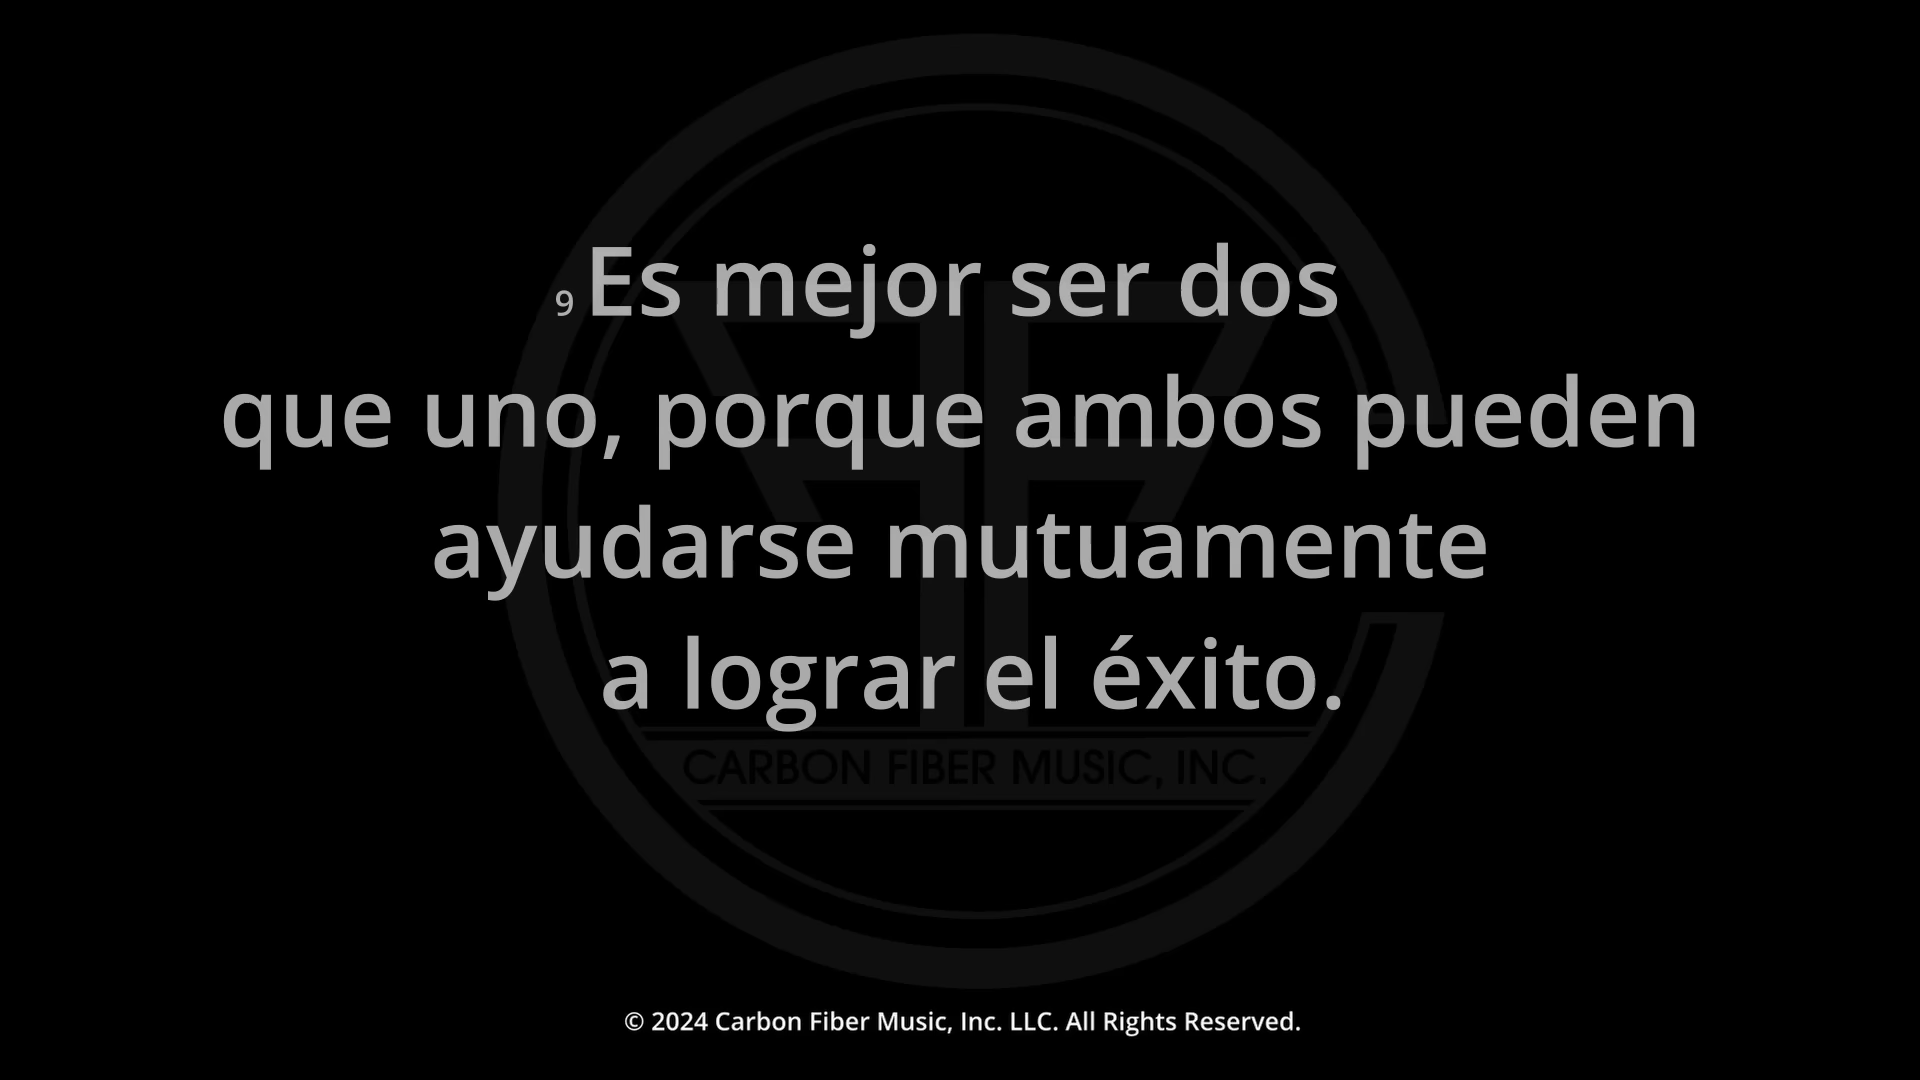 9 Es mejor ser dos
que uno, porque ambos pueden
ayudarse mutuamente
a lograr el éxito.
CARBON FIBER MUSIC, INC.
© 2024 Carbon Fiber Music, Inc. LLC. All Rights Reserved.